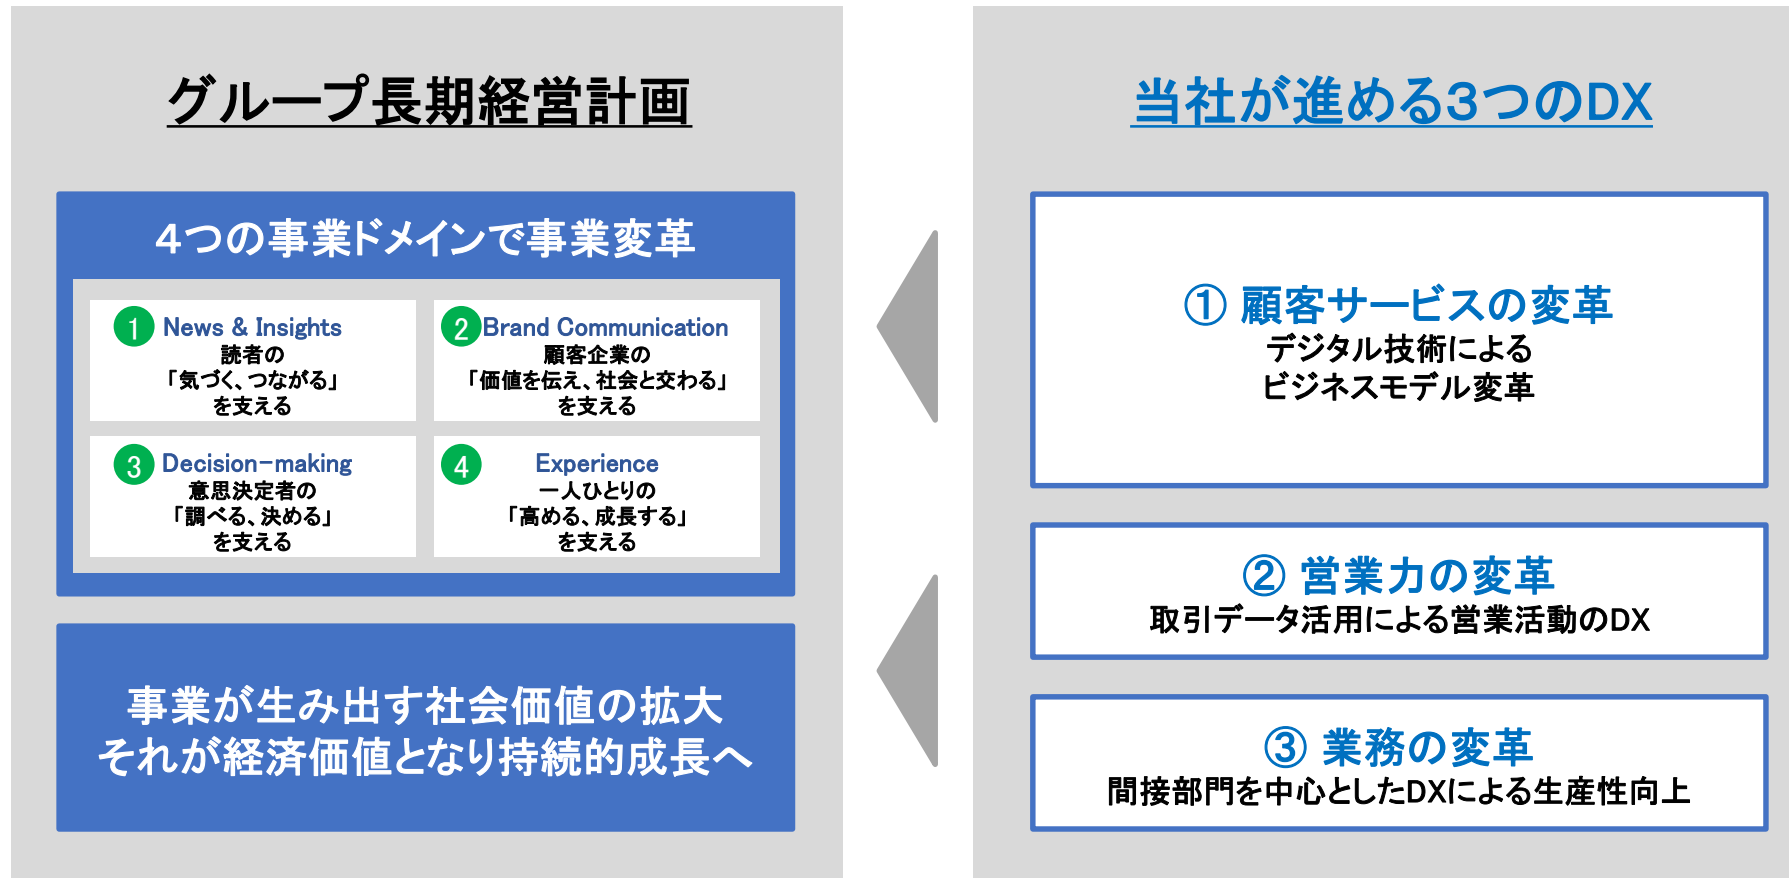 グループ長期経営計画
4つの事業ドメインで事業変革
1 News & Insights
読者の
「気づく、つながる」
を支える
2 Brand Communication
顧客企業の
「価値を伝え、社会と交わる」
を支える
3 Decision-making
意思決定者の
「調べる、決める」
を支える
4 Experience
一人ひとりの
「高める、成長する」
を支える
事業が生み出す社会価値の拡大
それが経済価値となり持続的成長へ
当社が進める3つのDX
① 顧客サービスの変革
デジタル技術による
ビジネスモデル変革
② 営業力の変革
取引データ活用による営業活動のDX
③ 業務の変革
間接部門を中心としたDXによる生産性向上